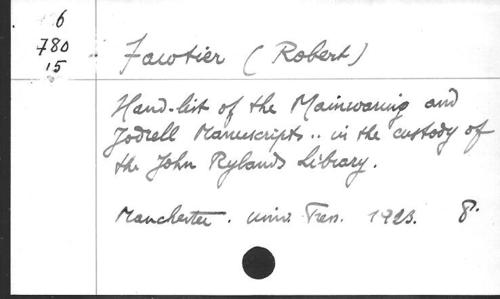 6
780
15
Fawtier (Robert)
Hand-list of the Mainwaring and
Jodrell Manuscripts .. in the custody of
the John Rylands Library.
Manchester. Univ. Press. 1923. 8°.